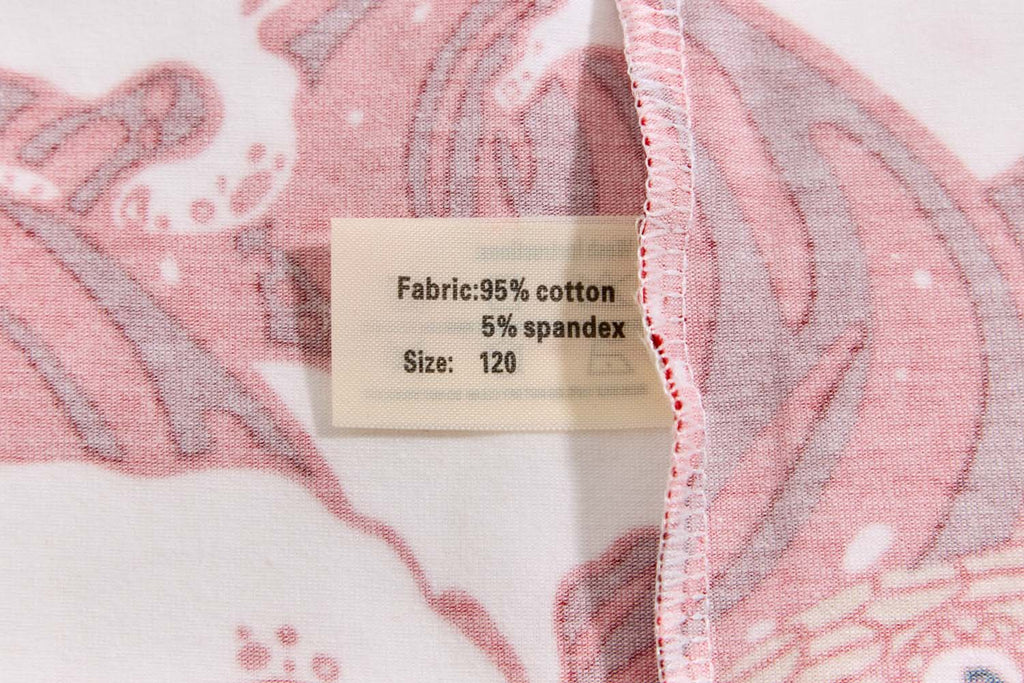 Fabric:95% cotton
5% spandex
Size: 120